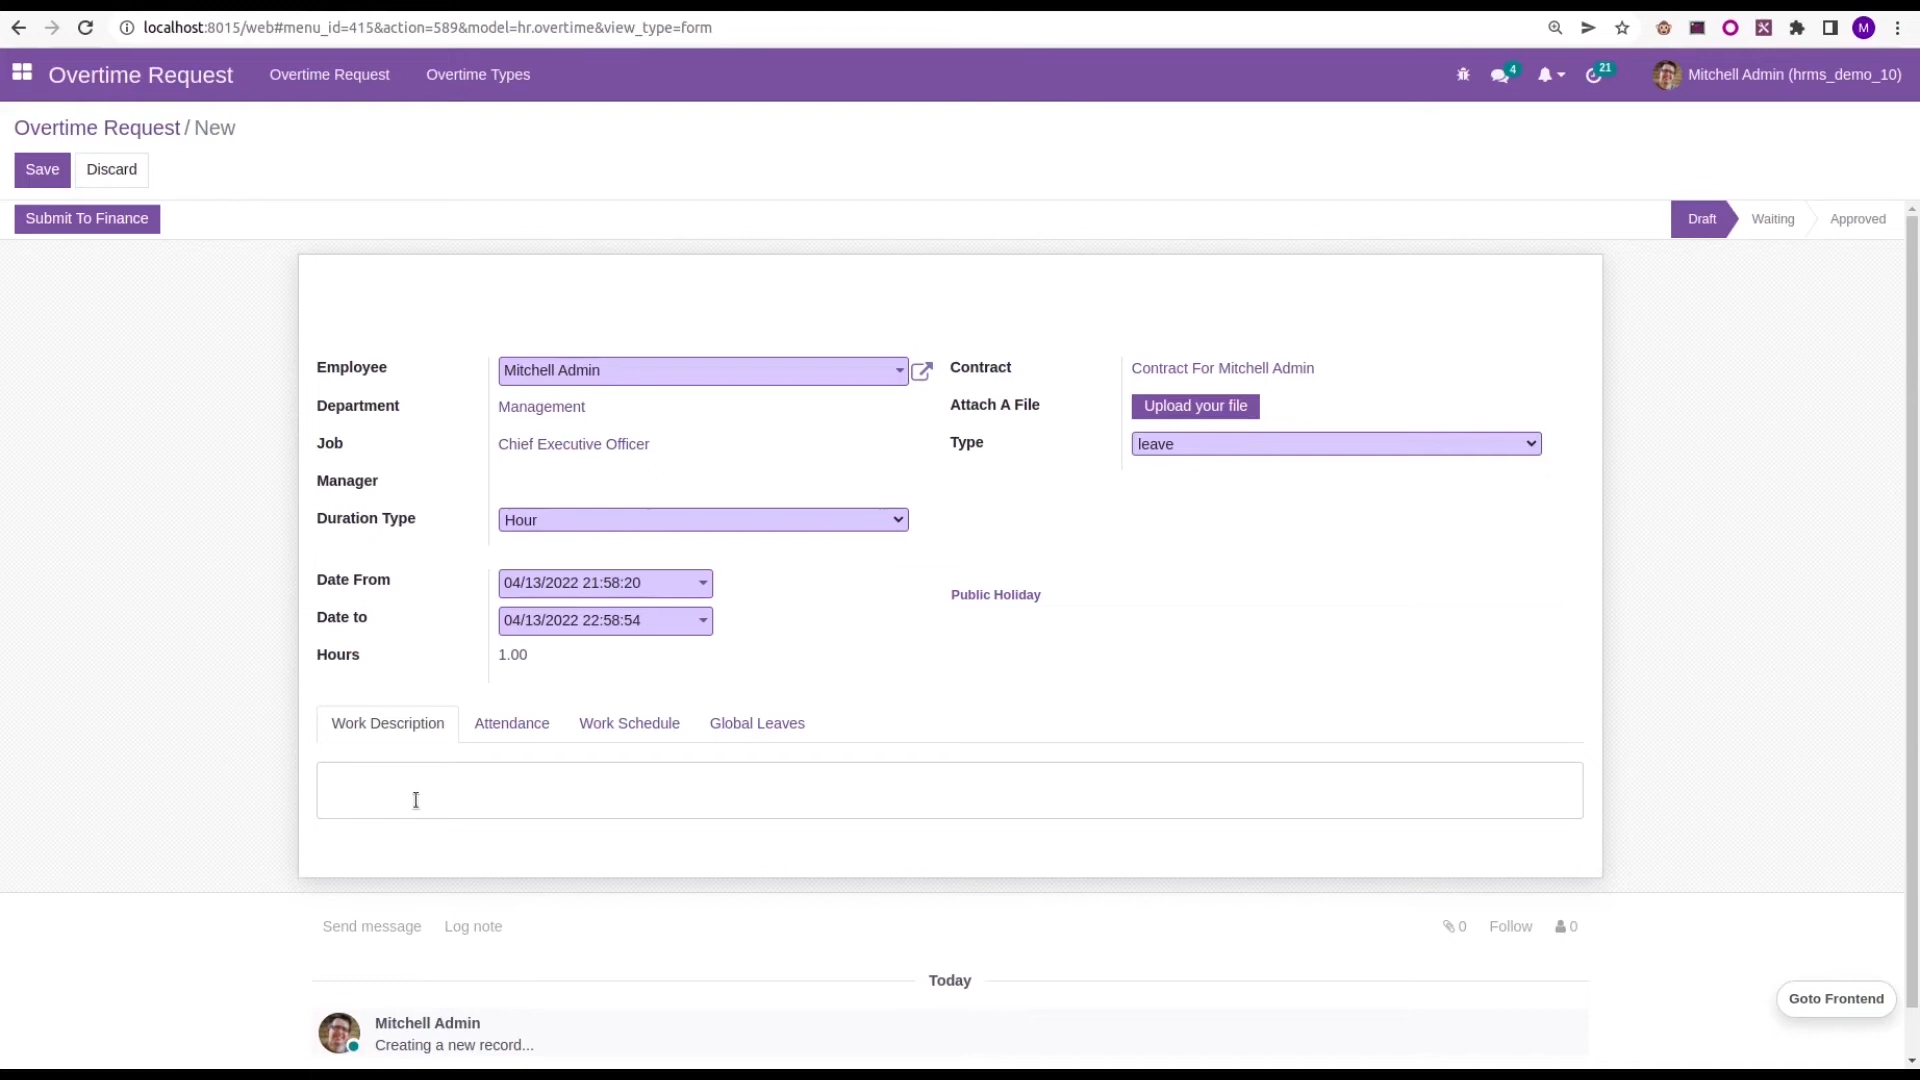 localhost:8015/web#menu_id=415&action=589&model=hr.overtime&view_type=form
M
Overtime Request Overtime Request Overtime Types 4 21 Mitchell Admin (hrms_demo_10)
Overtime Request / New
Save Discard
Submit To Finance Draft Waiting Approved
Employee Mitchell Admin Contract Contract For Mitchell Admin
Department Management Attach A File Upload your file
Job Chief Executive Officer Type leave
Manager
Duration Type Hour
Date From 04/13/2022 21:58:20
Public Holiday
Date to 04/13/2022 22:58:54
Hours 1.00
Work Description Attendance Work Schedule Global Leaves
Send message Log note 0 Follow 0
Today
Goto Frontend
Mitchell Admin
Creating a new record...